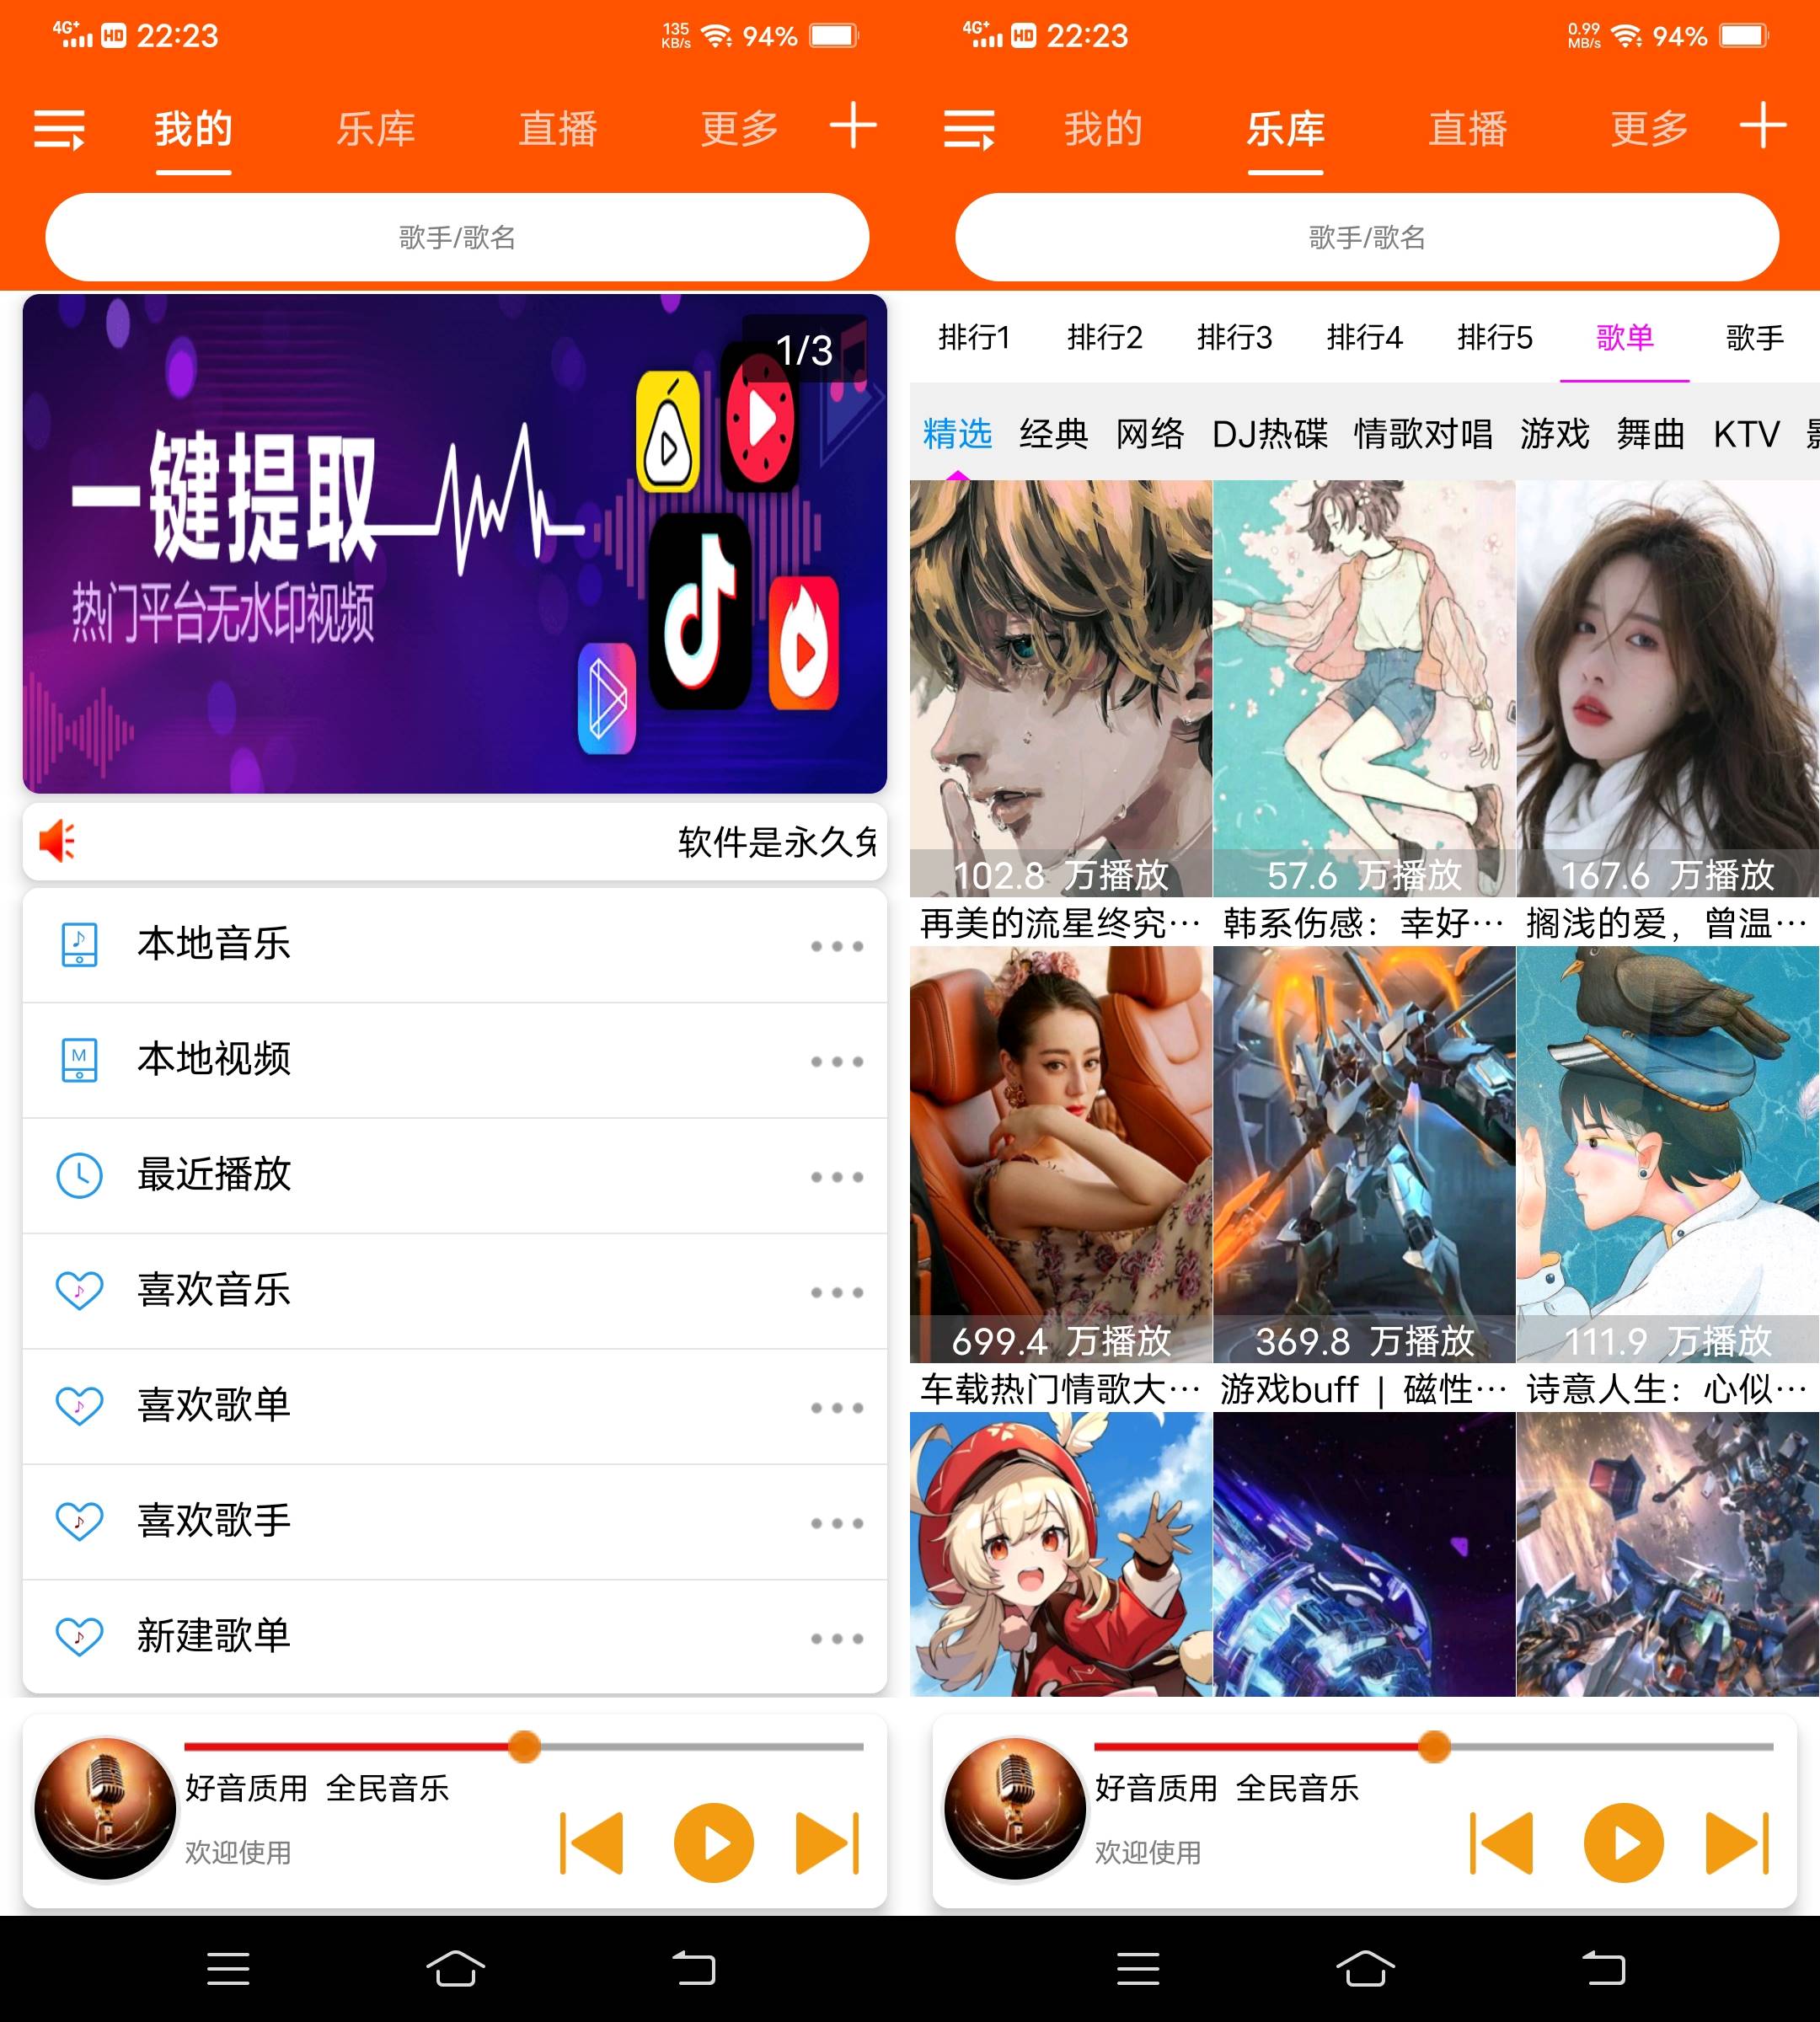 4G+ HD 22:23 135 KB/s 94%
我的 乐库 直播 更多
歌手/歌名
1/3
一键提取
热门平台无水印视频
软件是永久
本地音乐
M
本地视频
最近播放
喜欢音乐
喜欢歌单
喜欢歌手
新建歌单
好音质用 全民音乐
欢迎使用
4G+ HD 22:23 0.99 MB/s 94%
我的 乐库 直播 更多
歌手/歌名
排行1 排行2 排行3 排行4 排行5 歌单 歌手
精选 经典 网络 DJ热碟 情歌对唱 游戏 舞曲 KTV
102.8 万播放 57.6 万播放 167.6 万播放
再美的流星终究… 韩系伤感：幸好… 搁浅的爱，曾温…
699.4 万播放 369.8 万播放 111.9 万播放
车载热门情歌大… 游戏buff | 磁性… 诗意人生：心似…
好音质用 全民音乐
欢迎使用